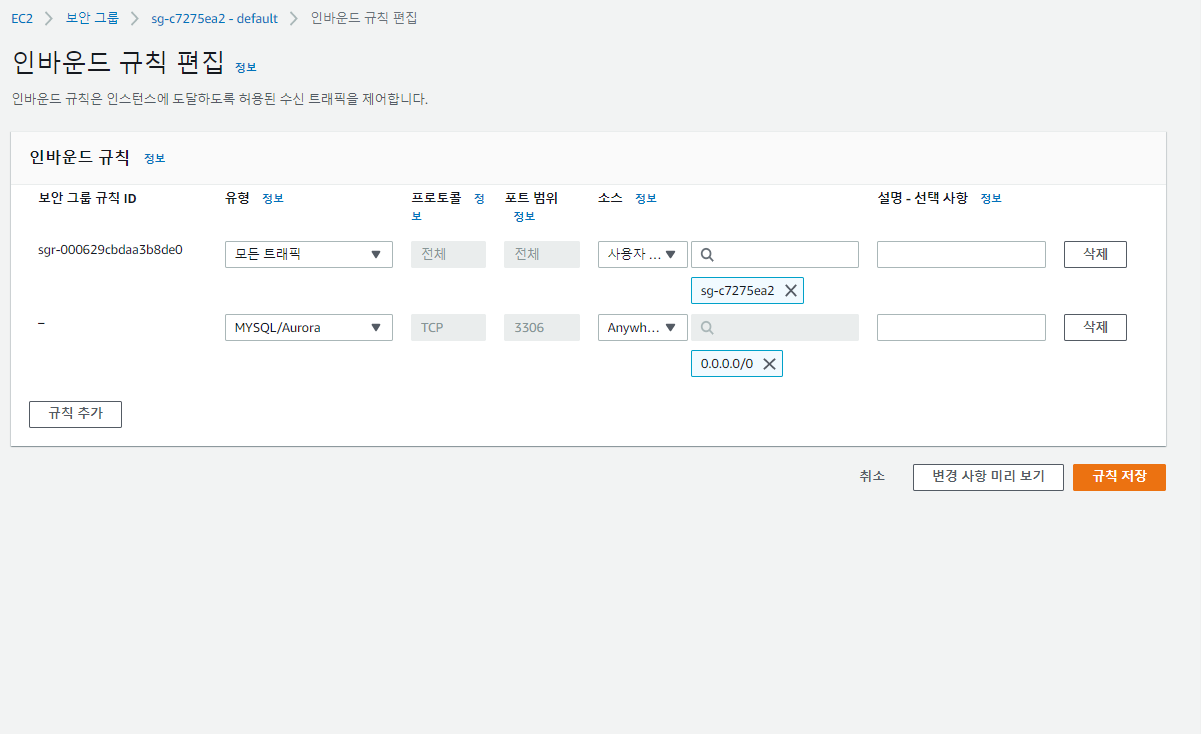 EC2 > 보안 그룹 > sg-c7275ea2 - default > 인바운드 규칙 편집
인바운드 규칙 편집 정보
인바운드 규칙은 인스턴스에 도달하도록 허용된 수신 트래픽을 제어합니다.
인바운드 규칙 정보
보안 그룹 규칙 ID 유형 정보 프로토콜 정 포트 범위 소스 정보 설명 - 선택 사항 정보
보 정보
sgr-000629cbdaa3b8de0 모든 트래픽 전체 전체 사용자 ... 삭제
sg-c7275ea2
– MYSQL/Aurora TCP 3306 Anywh... 삭제
0.0.0.0/0
규칙 추가
취소 변경 사항 미리 보기 규칙 저장